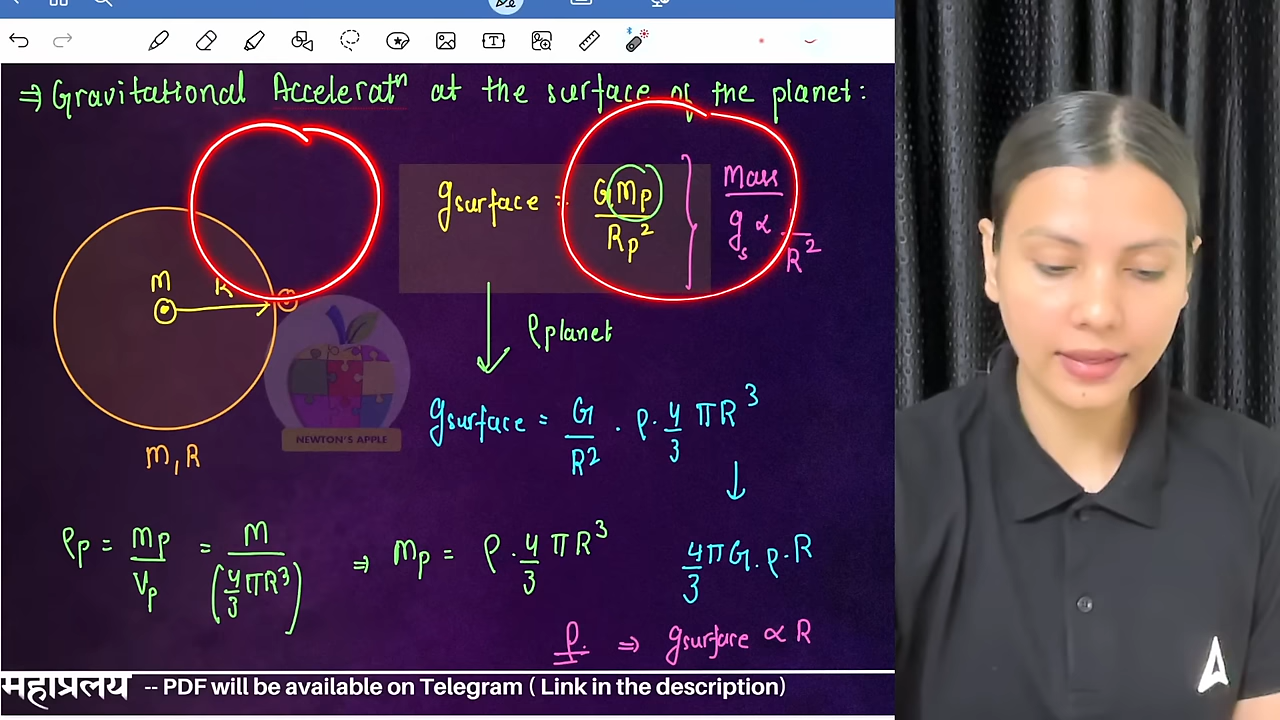 ⇒ Gravitational Acceleratⁿ at the surface of the planet:
gsurface = GMp / Rp²
Mass
gs ∝ 1/R²
M
R
m
ρplanet
NEWTON'S APPLE
gsurface = G/R² · ρ · 4/3 πR³
M, R
ρp = Mp/Vp = M/(4/3 πR³) ⇒ Mp = ρ · 4/3 πR³
4/3 πG · ρ · R
ρ ⇒ gsurface ∝ R
महाप्रलय -- PDF will be available on Telegram ( Link in the description)